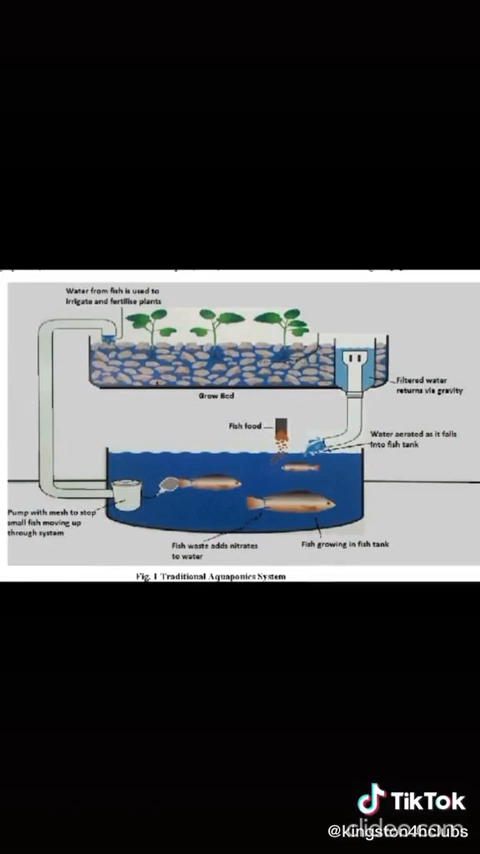 Water from fish is used to
irrigate and fertilise plants
Grow Bed
Filtered water
returns via gravity
Fish food
Water aerated as it falls
into fish tank
Pump with mesh to stop
small fish moving up
through system
Fish waste adds nitrates
to water
Fish growing in fish tank
Fig. 1 Traditional Aquaponics System
TikTok
clideo.com
@kingston4hclubs